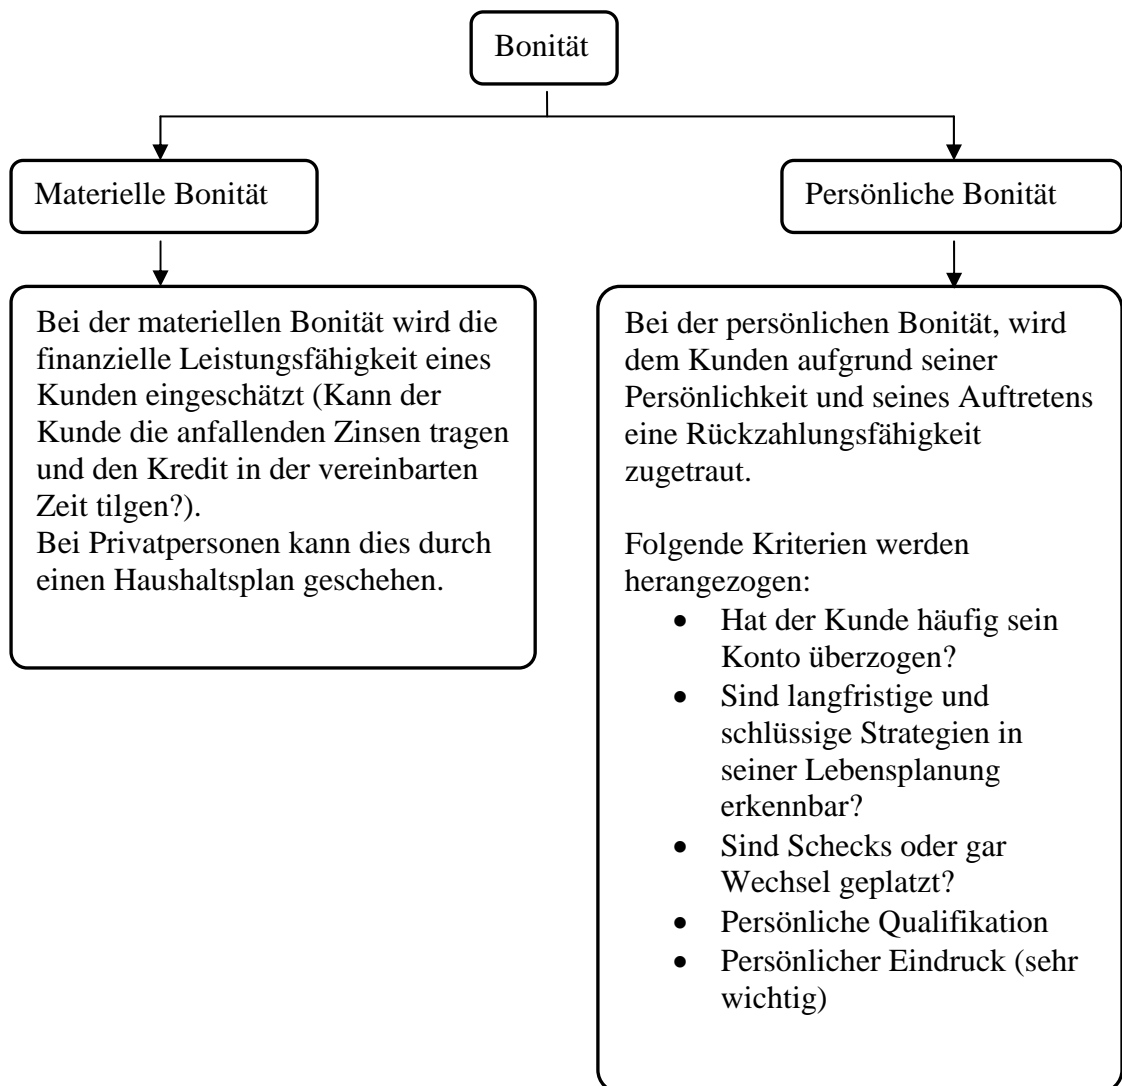 Bonität
Materielle Bonität
Persönliche Bonität
Bei der materiellen Bonität wird die
finanzielle Leistungsfähigkeit eines
Kunden eingeschätzt (Kann der
Kunde die anfallenden Zinsen tragen
und den Kredit in der vereinbarten
Zeit tilgen?).
Bei Privatpersonen kann dies durch
einen Haushaltsplan geschehen.
Bei der persönlichen Bonität, wird
dem Kunden aufgrund seiner
Persönlichkeit und seines Auftretens
eine Rückzahlungsfähigkeit
zugetraut.
Folgende Kriterien werden
herangezogen:
• Hat der Kunde häufig sein
Konto überzogen?
• Sind langfristige und
schlüssige Strategien in
seiner Lebensplanung
erkennbar?
• Sind Schecks oder gar
Wechsel geplatzt?
• Persönliche Qualifikation
• Persönlicher Eindruck (sehr
wichtig)